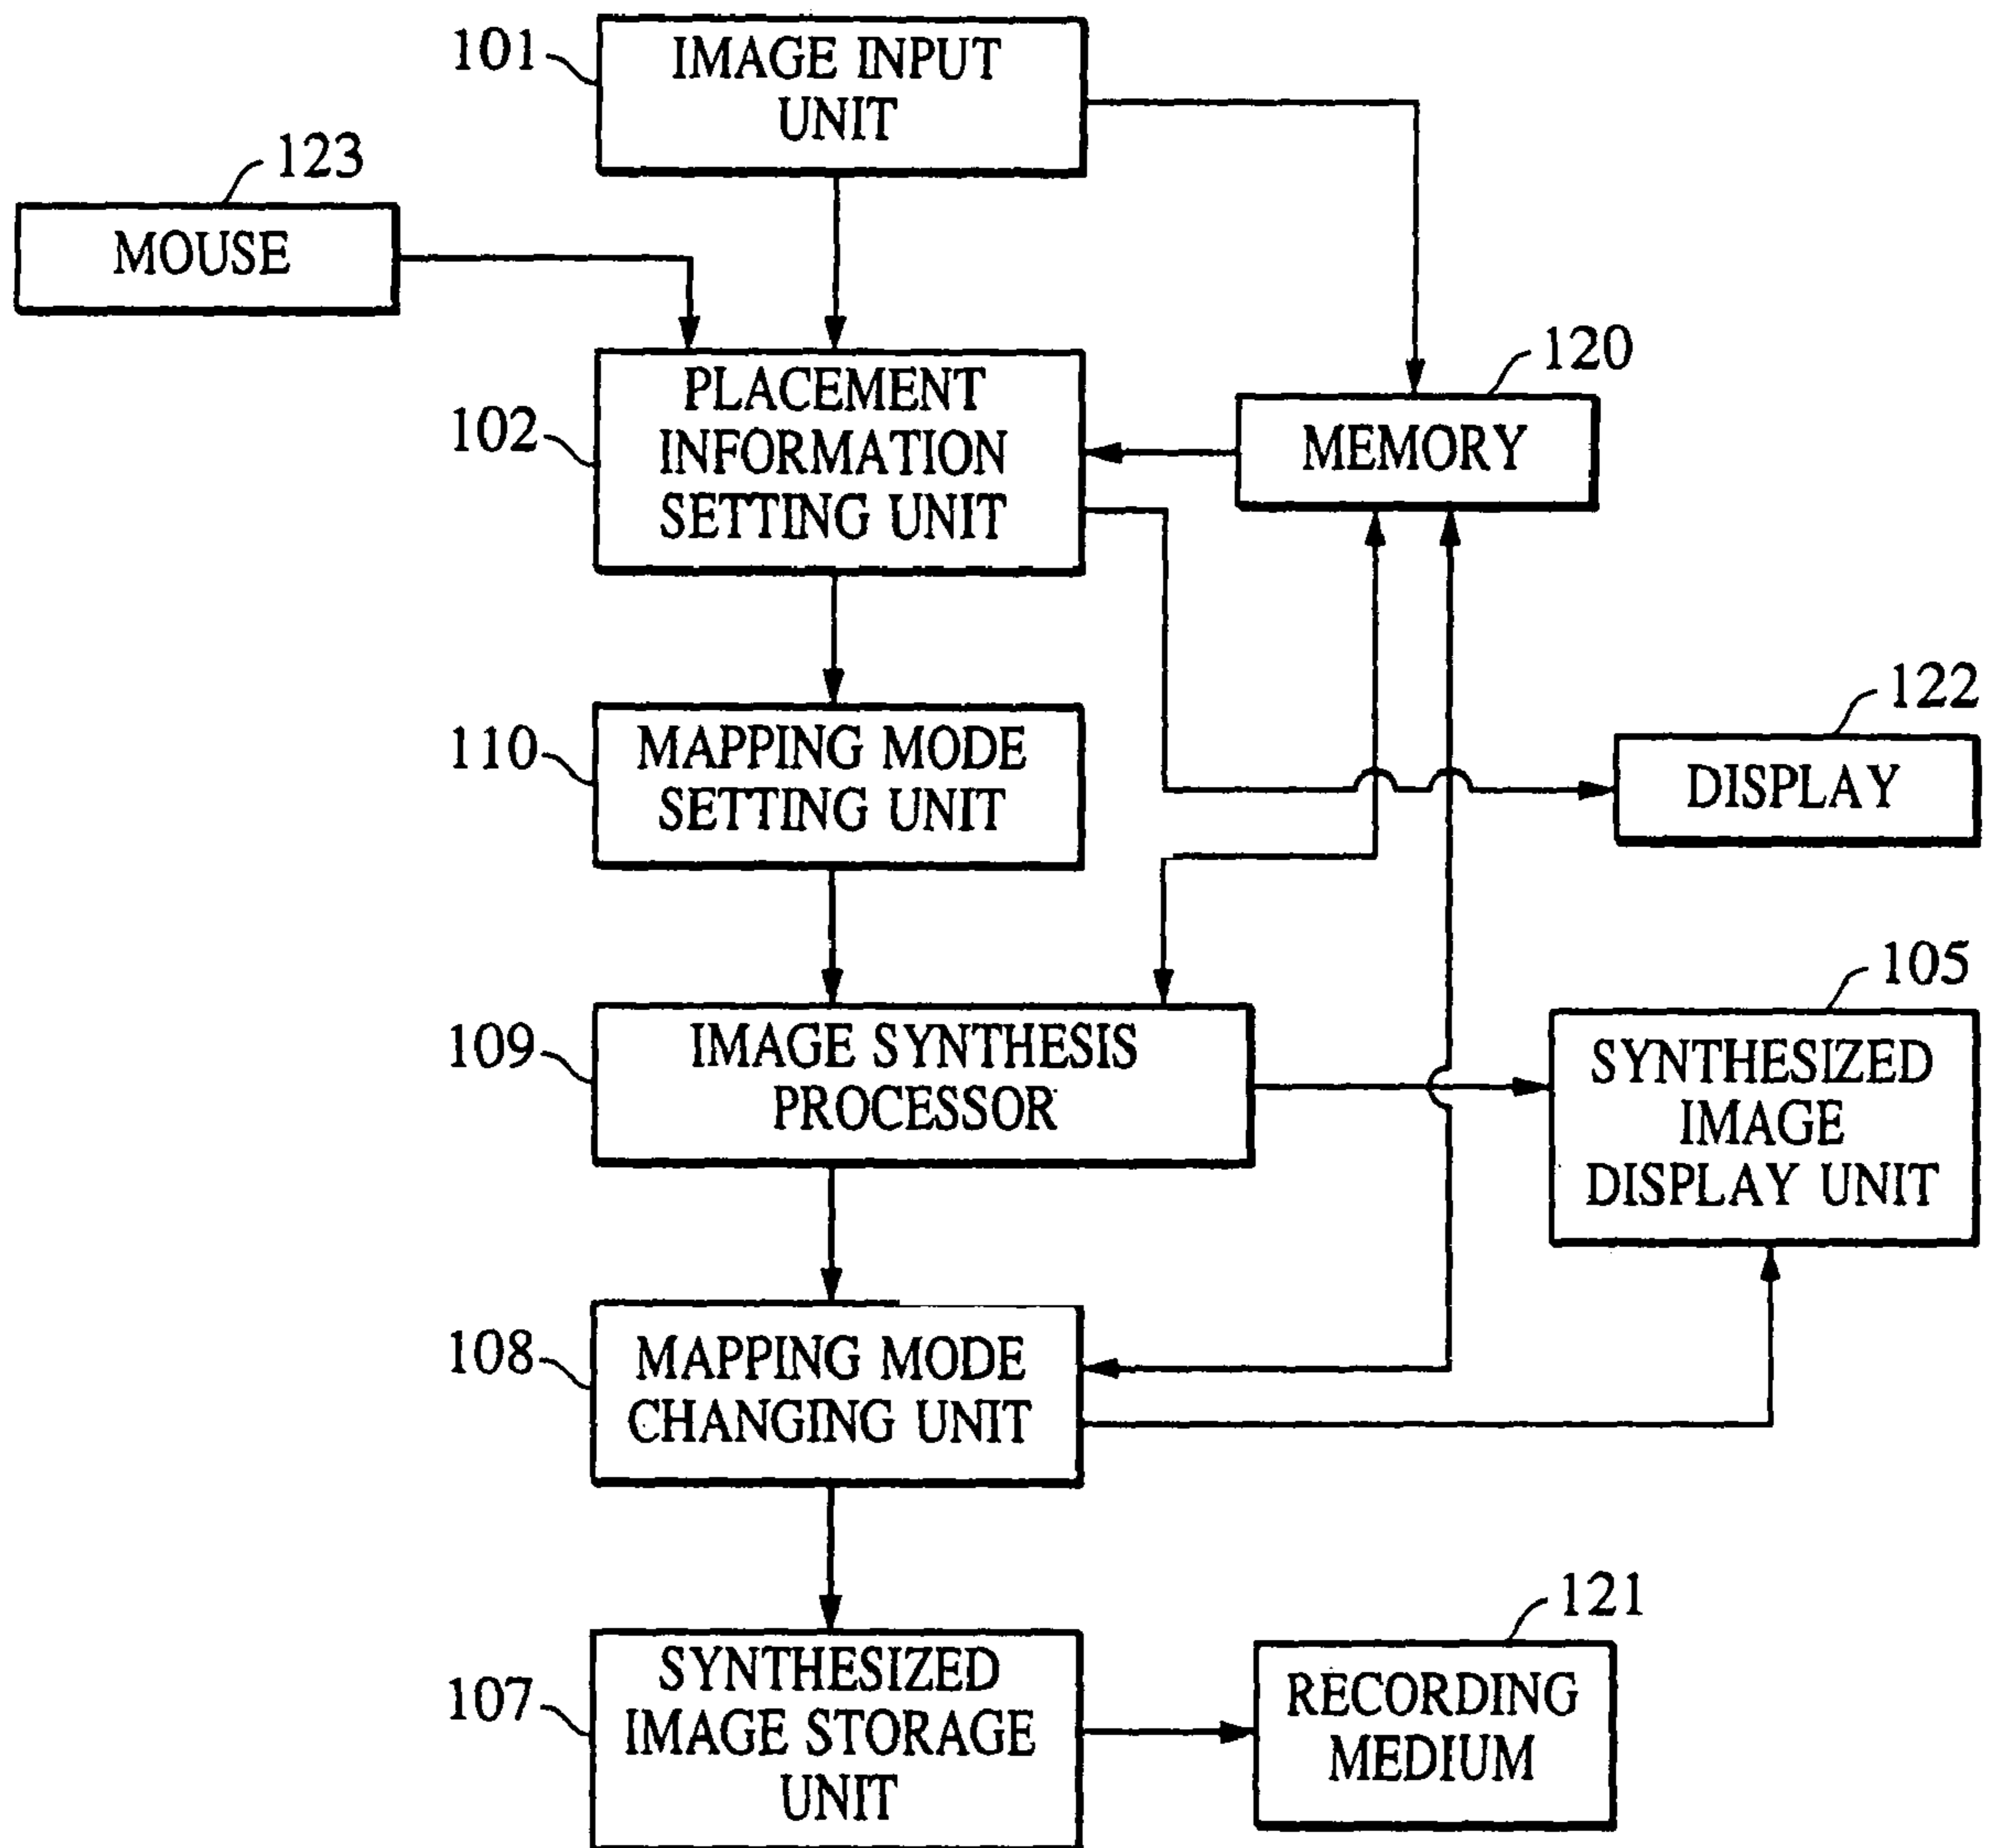 101
IMAGE INPUT
UNIT
123
MOUSE
102
PLACEMENT
INFORMATION
SETTING UNIT
120
MEMORY
110
MAPPING MODE
SETTING UNIT
122
DISPLAY
109
IMAGE SYNTHESIS
PROCESSOR
105
SYNTHESIZED
IMAGE
DISPLAY UNIT
108
MAPPING MODE
CHANGING UNIT
107
SYNTHESIZED
IMAGE STORAGE
UNIT
121
RECORDING
MEDIUM